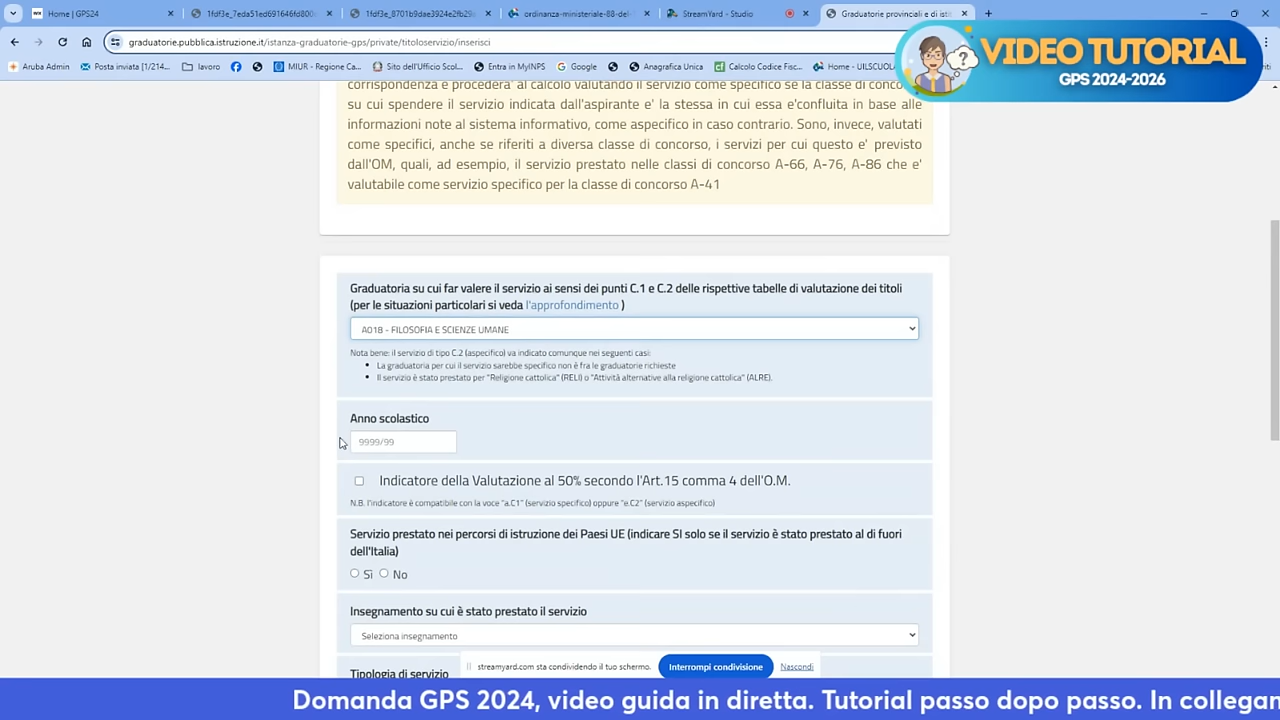 Home | GPS24
1fdf3_7eda51ed691646fd800
1fdf3_8701b9dae3924e2fb29
ordinanza-ministeriale-88-del-
StreamYard - Studio
Graduatorie provinciali e di isti
graduatorie.pubblica.istruzione.it/istanza-graduatorie-gps/private/titoloservizio/inserisci
VIDEO TUTORIAL
GPS 2024-2026
Aruba Admin
Posta inviata [1/214...
lavoro
MIUR - Regione Ca...
Sito dell'Ufficio Scol...
Entra in MyINPS
Google
Anagrafica Unica
Calcolo Codice Fisc...
Home - UILSCUOL
corrispondenza e procederà' al calcolo valutando il servizio come specifico se la classe di conco
su cui spendere il servizio indicata dall'aspirante e' la stessa in cui essa e'confluita in base alle
informazioni note al sistema informativo, come aspecifico in caso contrario. Sono, invece, valutati
come specifici, anche se riferiti a diversa classe di concorso, i servizi per cui questo e' previsto
dall'OM, quali, ad esempio, il servizio prestato nelle classi di concorso A-66, A-76, A-86 che e'
valutabile come servizio specifico per la classe di concorso A-41
Graduatoria su cui far valere il servizio ai sensi dei punti C.1 e C.2 delle rispettive tabelle di valutazione dei titoli
(per le situazioni particolari si veda l'approfondimento )
A018 - FILOSOFIA E SCIENZE UMANE
Nota bene: il servizio di tipo C.2 (aspecifico) va indicato comunque nei seguenti casi:
• La graduatoria per cui il servizio sarebbe specifico non è fra le graduatorie richieste
• Il servizio è stato prestato per "Religione cattolica" (RELI) o "Attività alternative alla religione cattolica" (ALRE).
Anno scolastico
9999/99
Indicatore della Valutazione al 50% secondo l'Art.15 comma 4 dell'O.M.
N.B. l'indicatore è compatibile con la voce "a.C1" (servizio specifico) oppure "e.C2" (servizio aspecifico)
Servizio prestato nei percorsi di istruzione dei Paesi UE (indicare SI solo se il servizio è stato prestato al di fuori
dell'Italia)
Sì No
Insegnamento su cui è stato prestato il servizio
Seleziona insegnamento
Tipologia di servizio
streamyard.com sta condividendo il tuo schermo.
Interrompi condivisione
Nascondi
Domanda GPS 2024, video guida in diretta. Tutorial passo dopo passo. In collegan